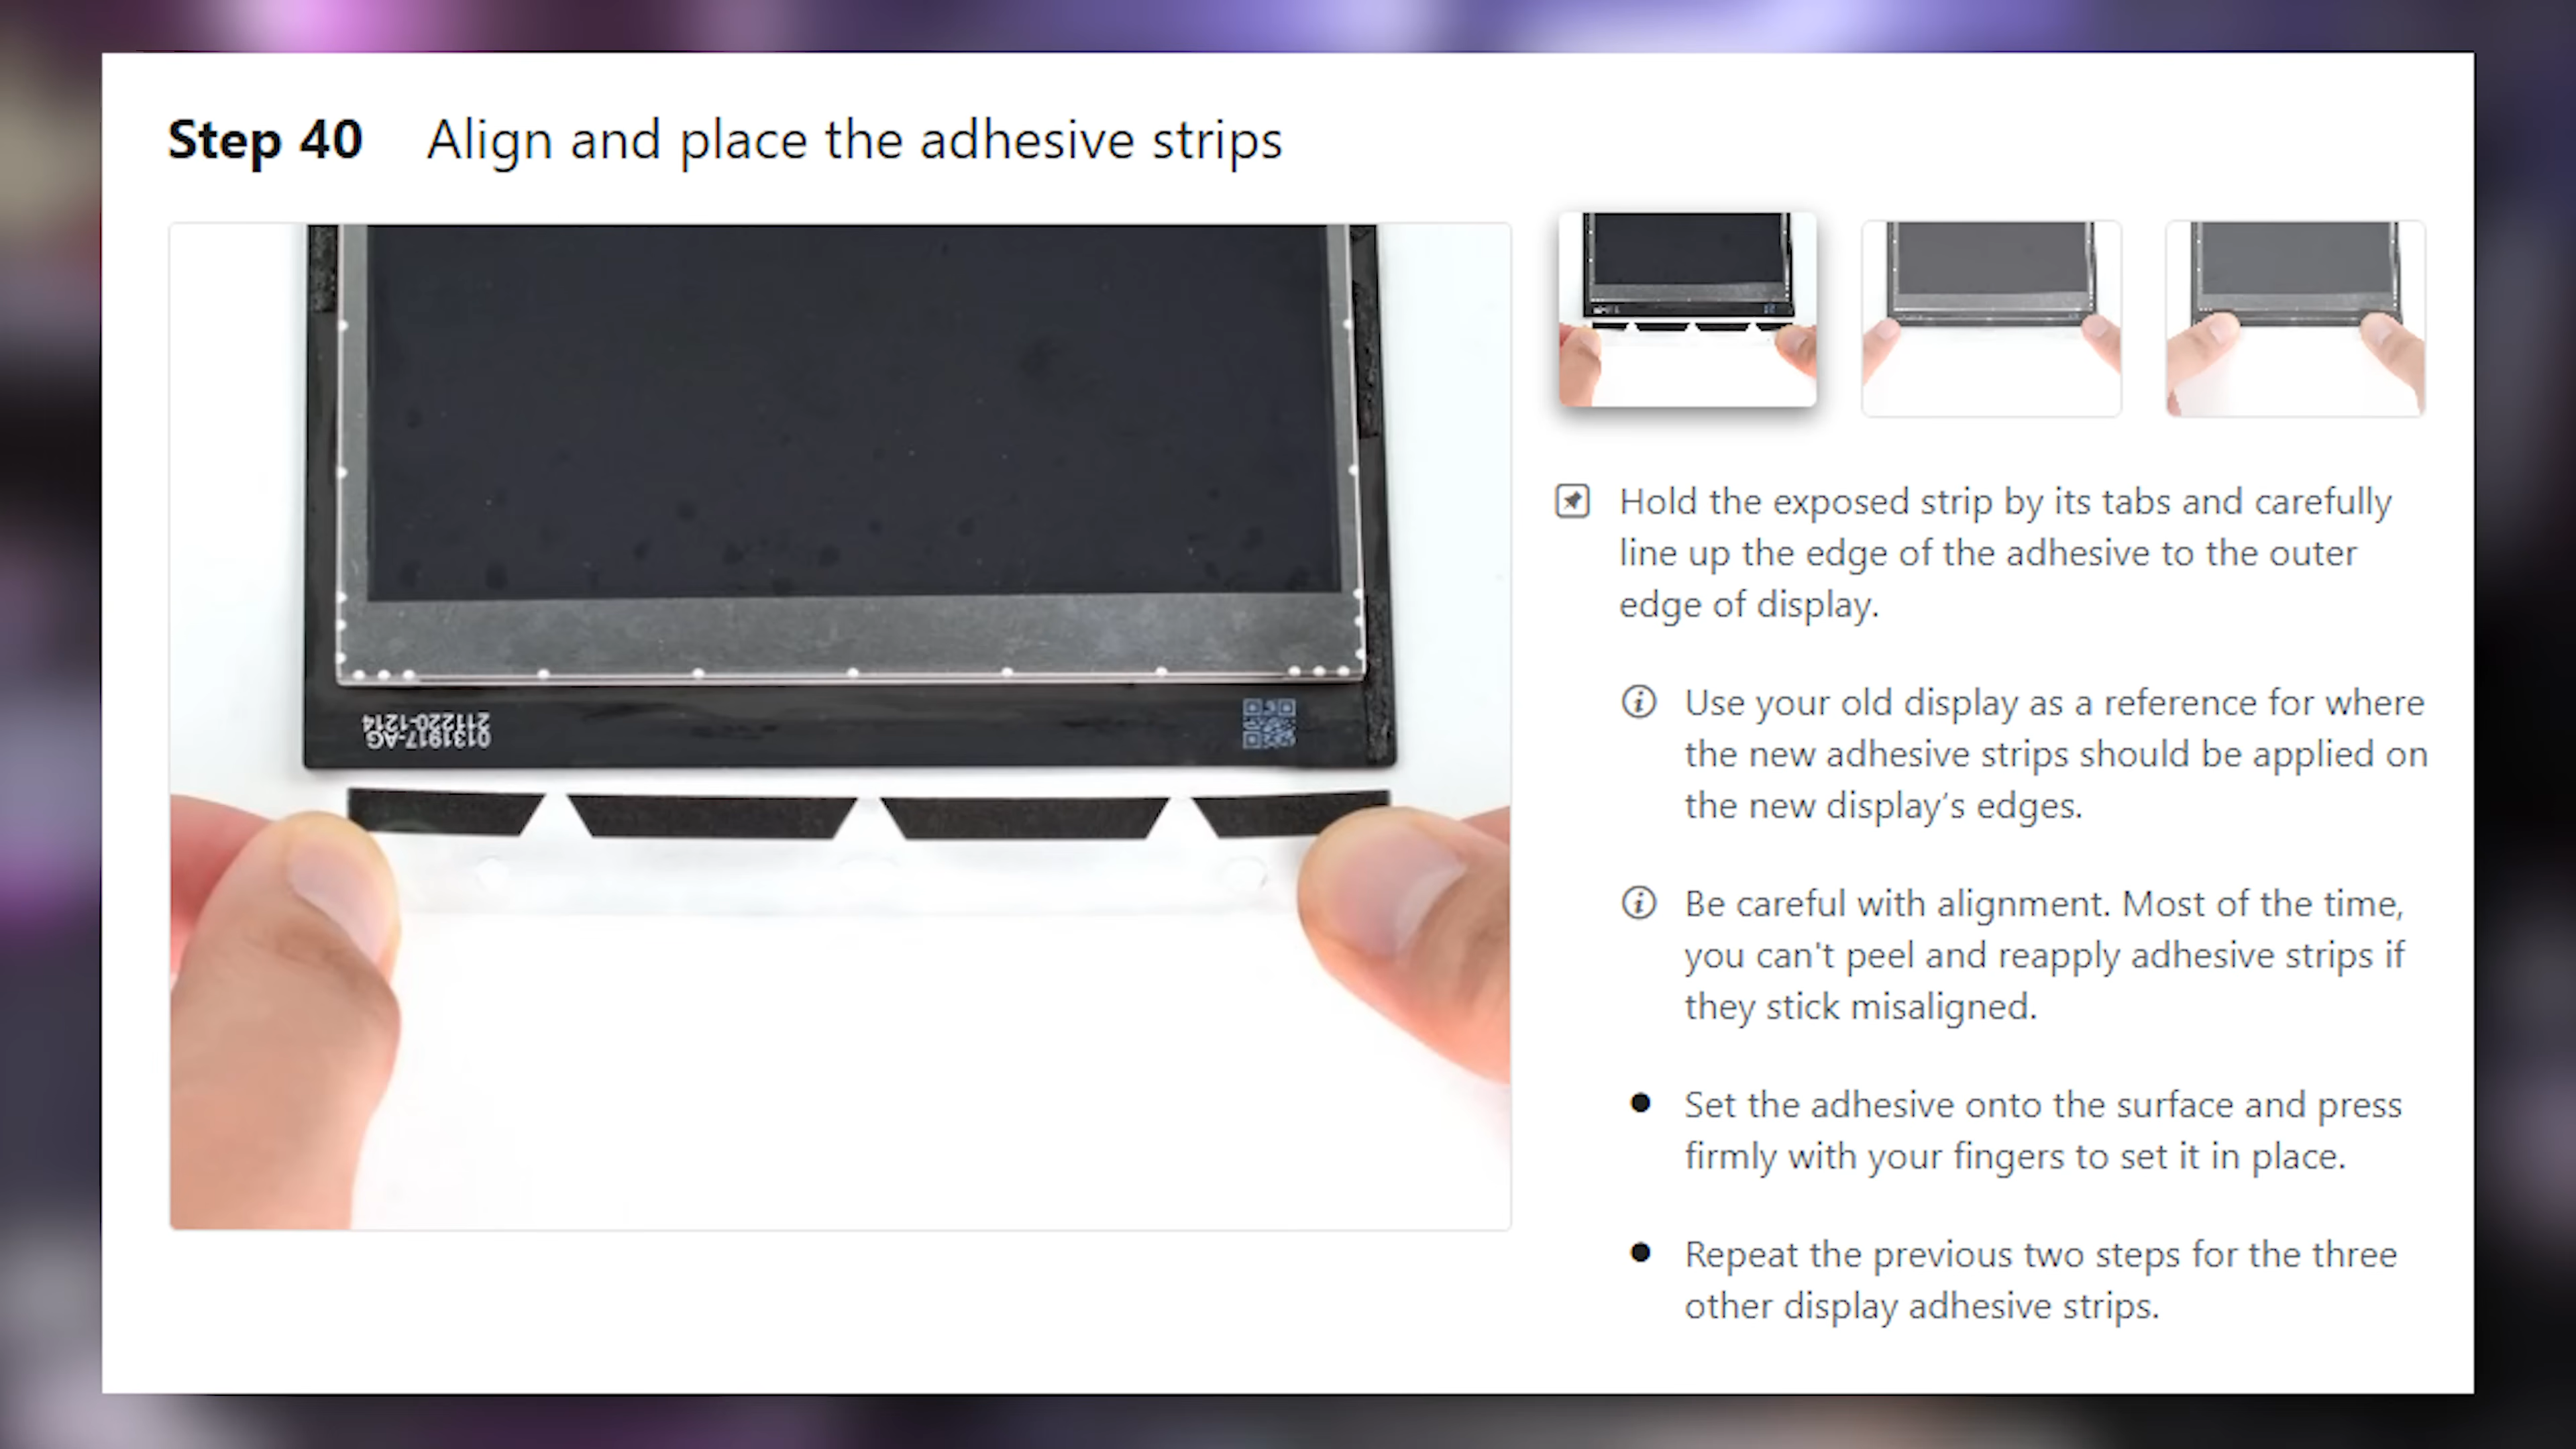 Step 40 Align and place the adhesive strips
211220-1214
013917-AG
Hold the exposed strip by its tabs and carefully
line up the edge of the adhesive to the outer
edge of display.
Use your old display as a reference for where
the new adhesive strips should be applied on
the new display’s edges.
Be careful with alignment. Most of the time,
you can't peel and reapply adhesive strips if
they stick misaligned.
Set the adhesive onto the surface and press
firmly with your fingers to set it in place.
Repeat the previous two steps for the three
other display adhesive strips.